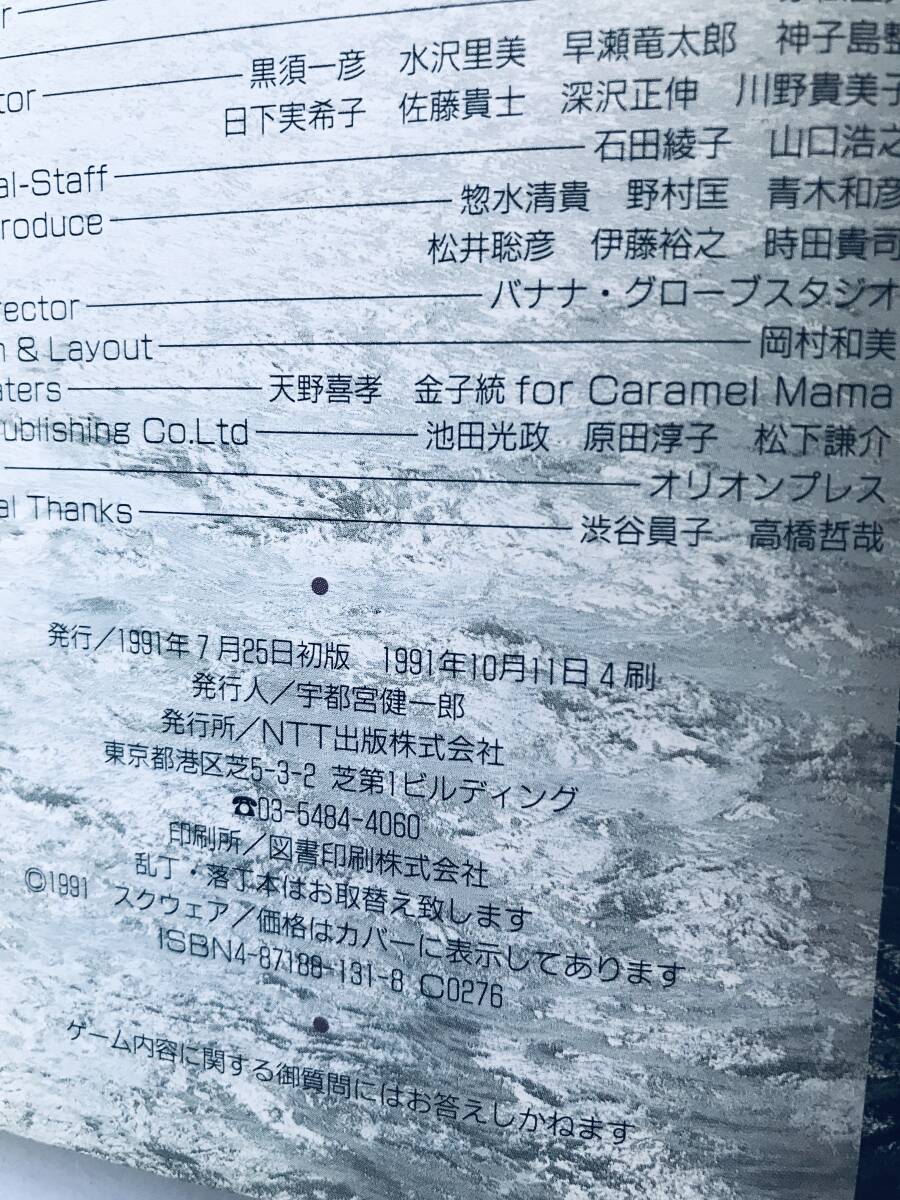 黒須一彦 水沢里美 早瀬竜太郎 神子島
日下実希子 佐藤貴士 深沢正伸 川野貴美子
al-Staff 石田綾子 山口浩之
roduce 惣水清貴 野村匡 青木和彦
松井聡彦 伊藤裕之 時田貴司
rector バナナ・グローブスタジオ
n & Layout 岡村和美
aters 天野喜孝 金子統 for Caramel Mama
ublishing Co.Ltd 池田光政 原田淳子 松下謙介
オリオンプレス
al Thanks 渋谷員子 高橋哲哉
発行/1991年7月25日初版 1991年10月11日4刷
発行人/宇都宮健一郎
発行所/NTT出版株式会社
東京都港区芝5-3-2 芝第1ビルディング
☎03-5484-4060
印刷所/図書印刷株式会社
乱丁・落丁本はお取替え致します
©1991 スクウェア/価格はカバーに表示してあります
ISBN4-87188-131-8 C0276
ゲーム内容に関する御質問にはお答えしかねます